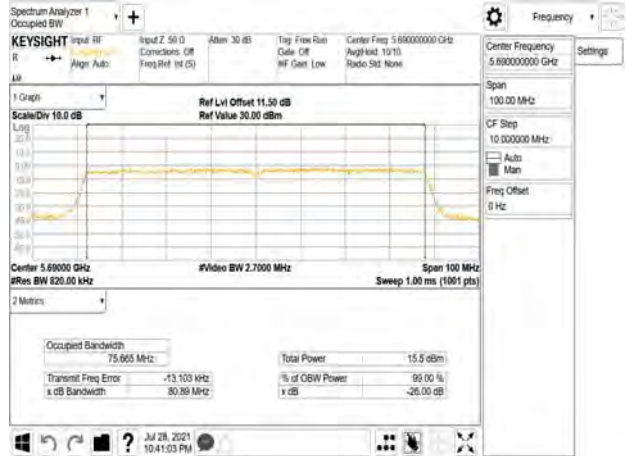 Spectrum Analyzer 1
Occupied BW
Frequency
KEYSIGHT
Input: RF
Align: Auto
Input Z: 50 Ω
Corrections: Off
Freq Ref: Int (S)
Atten: 30 dB
Trig: Free Run
Gate: Off
#IF Gain: Low
Center Freq: 5.690000000 GHz
Avg|Hold: 10/10
Radio Std: None
Center Frequency
5.690000000 GHz
Settings
Span
100.00 MHz
CF Step
10.000000 MHz
Auto
Man
Freq Offset
0 Hz
1 Graph
Scale/Div 10.0 dB
Ref Lvl Offset 11.50 dB
Ref Value 30.00 dBm
Log
Center 5.69000 GHz
#Res BW 820.00 kHz
#Video BW 2.7000 MHz
Span 100 MHz
Sweep 1.00 ms (1001 pts)
2 Metrics
Occupied Bandwidth
75.665 MHz
Total Power 15.5 dBm
Transmit Freq Error -13.103 kHz
% of OBW Power 99.00 %
x dB Bandwidth 80.89 MHz
x dB -26.00 dB
Jul 28, 2021
10:41:03 PM